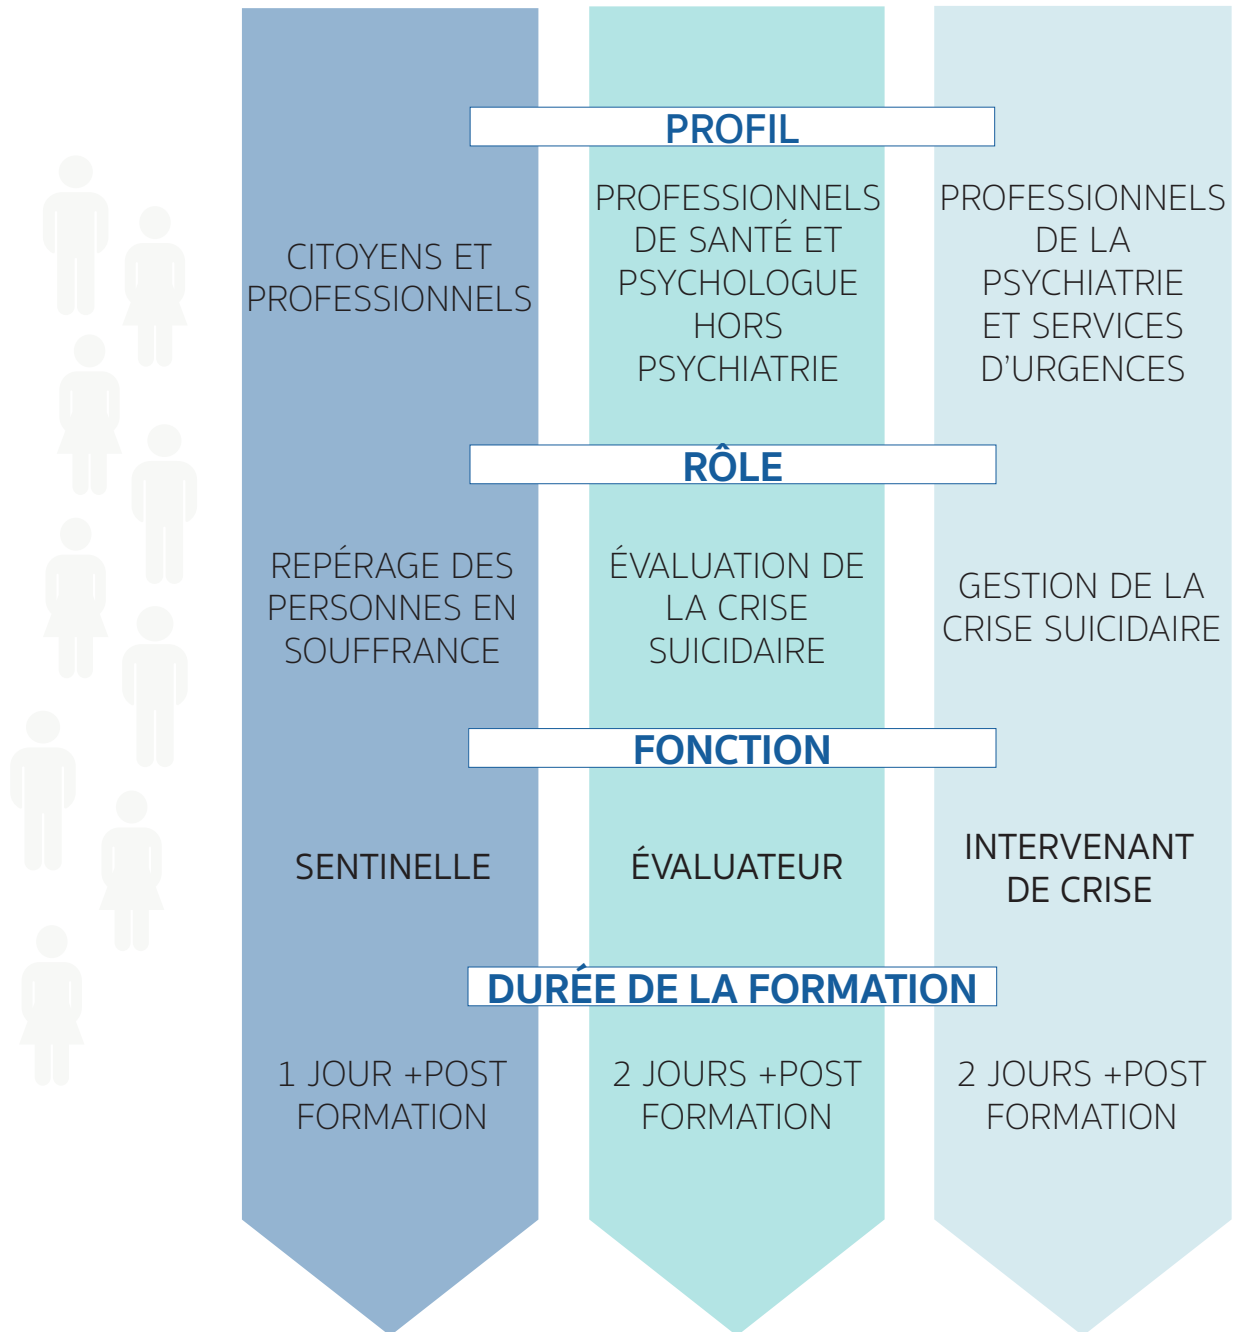 PROFIL
CITOYENS ET
PROFESSIONNELS
PROFESSIONNELS
DE SANTÉ ET
PSYCHOLOGUE
HORS
PSYCHIATRIE
PROFESSIONNELS
DE LA
PSYCHIATRIE
ET SERVICES
D'URGENCES
RÔLE
REPÉRAGE DES
PERSONNES EN
SOUFFRANCE
ÉVALUATION DE
LA CRISE
SUICIDAIRE
GESTION DE LA
CRISE SUICIDAIRE
FONCTION
SENTINELLE
ÉVALUATEUR
INTERVENANT
DE CRISE
DURÉE DE LA FORMATION
1 JOUR +POST
FORMATION
2 JOURS +POST
FORMATION
2 JOURS +POST
FORMATION